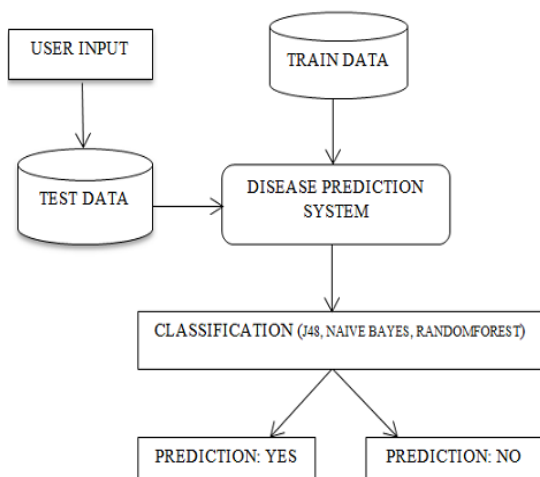 USER INPUT
TRAIN DATA
TEST DATA
DISEASE PREDICTION
SYSTEM
CLASSIFICATION (J48, NAIVE BAYES, RANDOMFOREST)
PREDICTION: YES
PREDICTION: NO